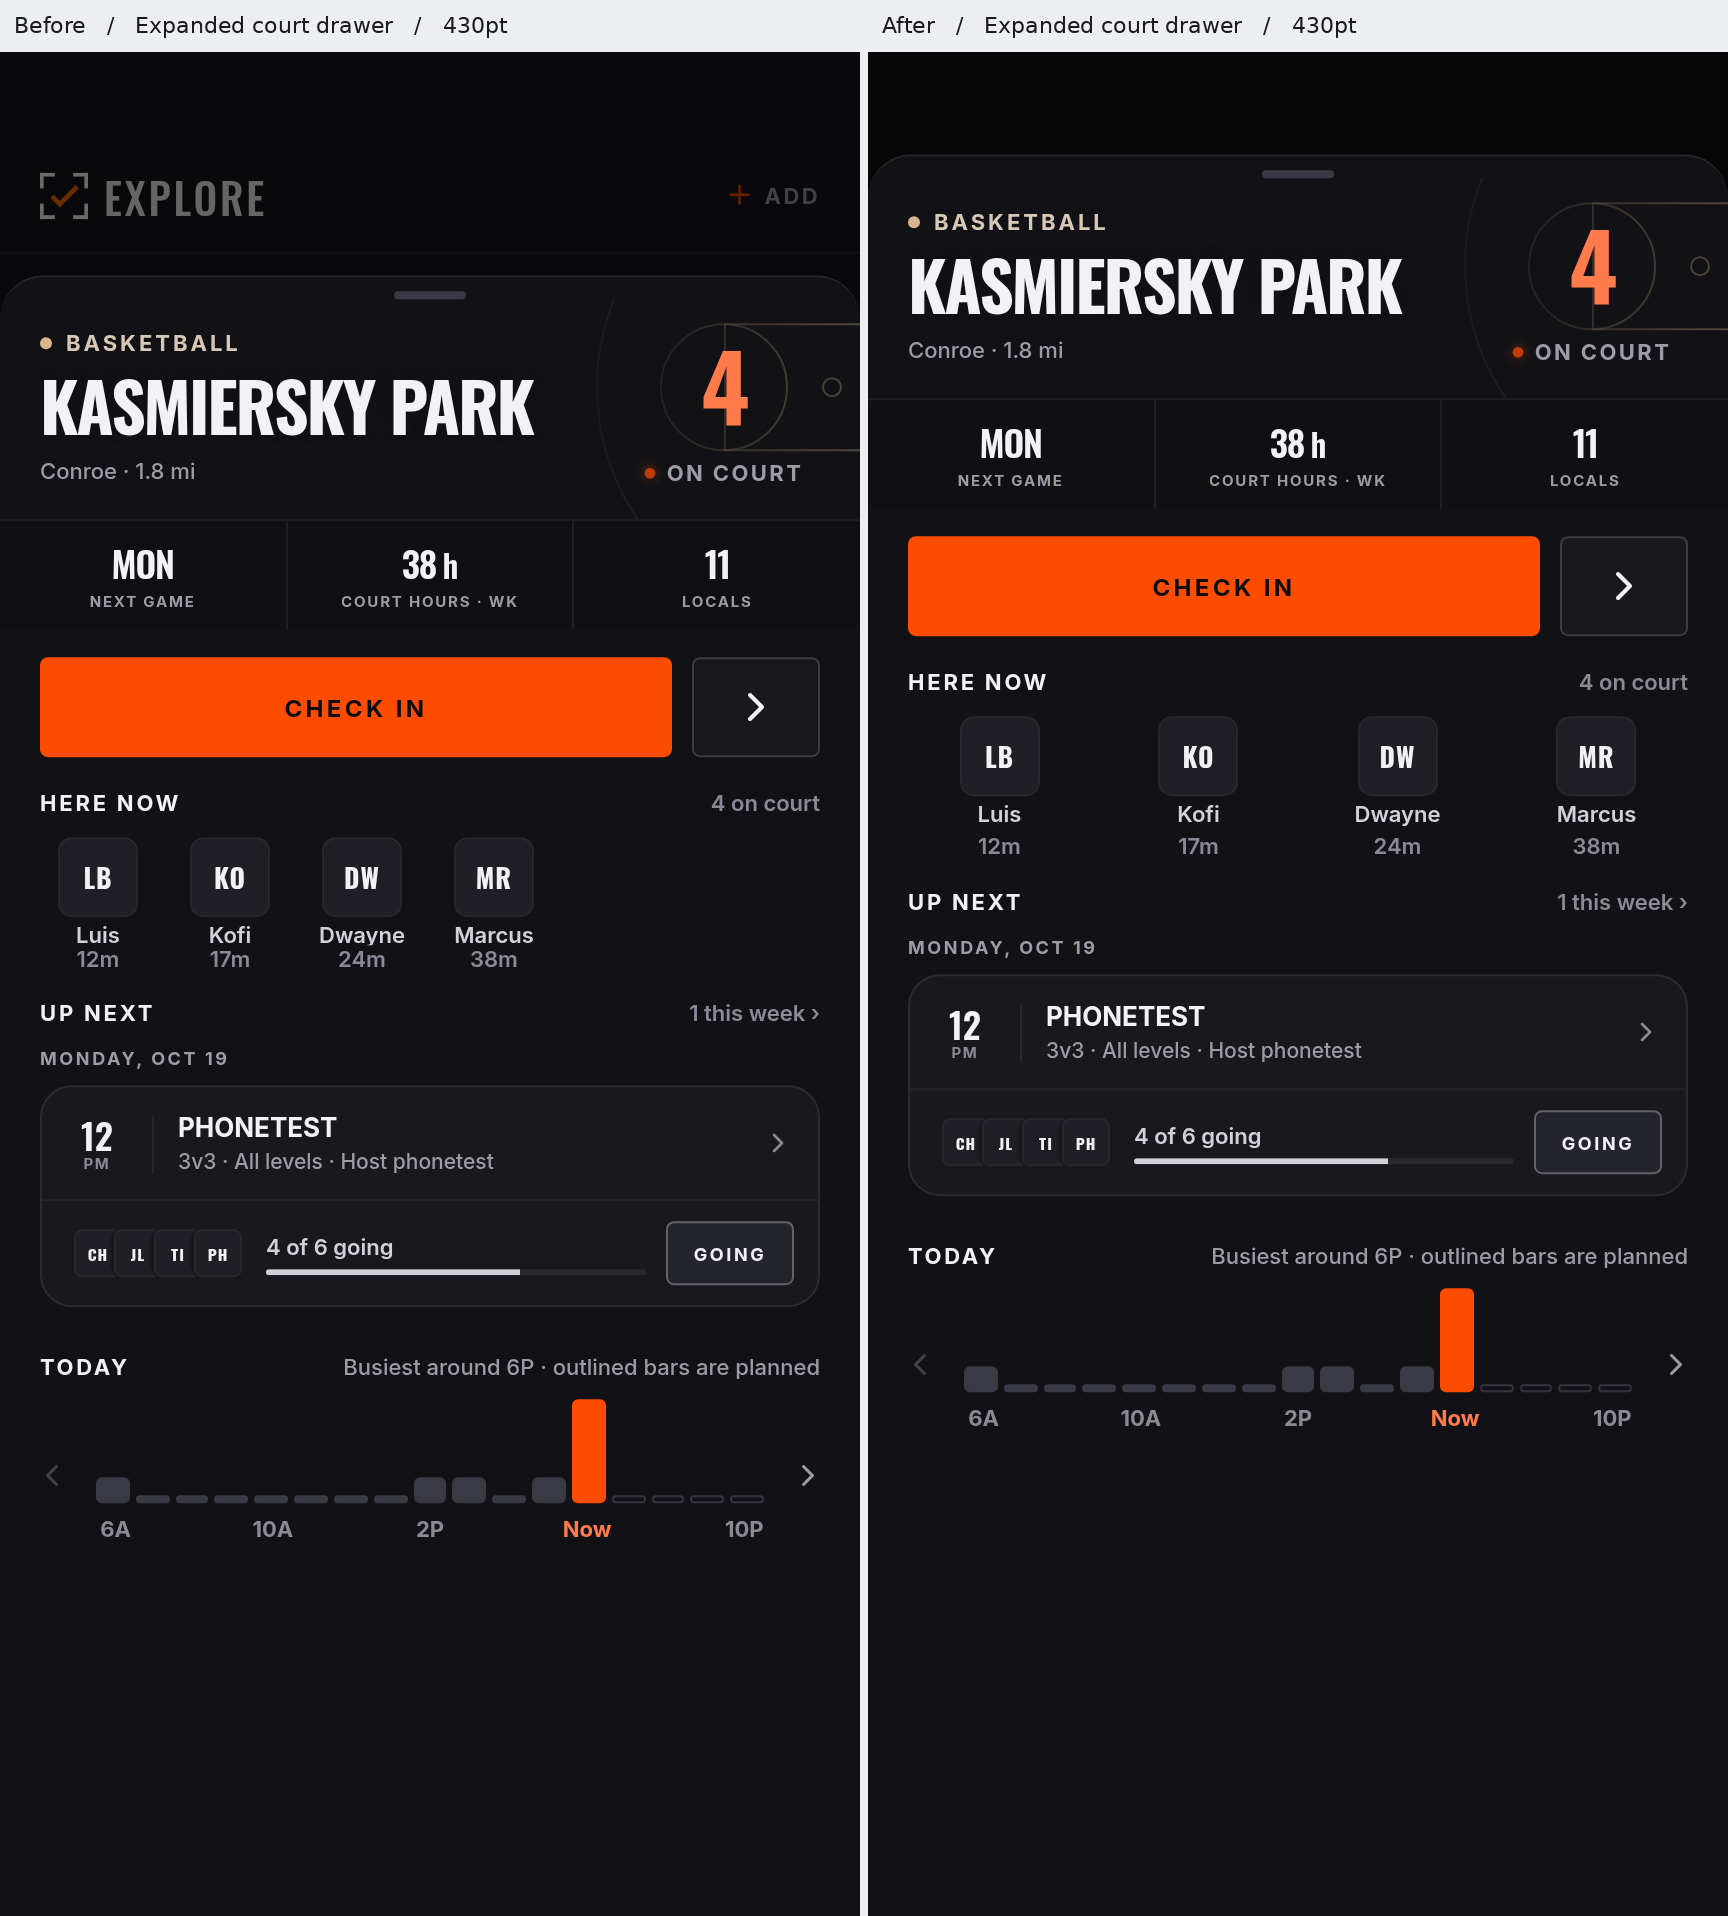 Before / Expanded court drawer / 430pt
EXPLORE
+ ADD
BASKETBALL
KASMIERSKY PARK
Conroe · 1.8 mi
4
ON COURT
MON
NEXT GAME
38 h
COURT HOURS · WK
11
LOCALS
CHECK IN
HERE NOW
4 on court
LB
KO
DW
MR
Luis
Kofi
Dwayne
Marcus
12m
17m
24m
38m
UP NEXT
1 this week ›
MONDAY, OCT 19
12
PM
PHONETEST
3v3 · All levels · Host phonetest
CH
JL
TI
PH
4 of 6 going
GOING
TODAY
Busiest around 6P · outlined bars are planned
6A
10A
2P
Now
10P
After / Expanded court drawer / 430pt
BASKETBALL
KASMIERSKY PARK
Conroe · 1.8 mi
4
ON COURT
MON
NEXT GAME
38 h
COURT HOURS · WK
11
LOCALS
CHECK IN
HERE NOW
4 on court
LB
KO
DW
MR
Luis
Kofi
Dwayne
Marcus
12m
17m
24m
38m
UP NEXT
1 this week ›
MONDAY, OCT 19
12
PM
PHONETEST
3v3 · All levels · Host phonetest
CH
JL
TI
PH
4 of 6 going
GOING
TODAY
Busiest around 6P · outlined bars are planned
6A
10A
2P
Now
10P